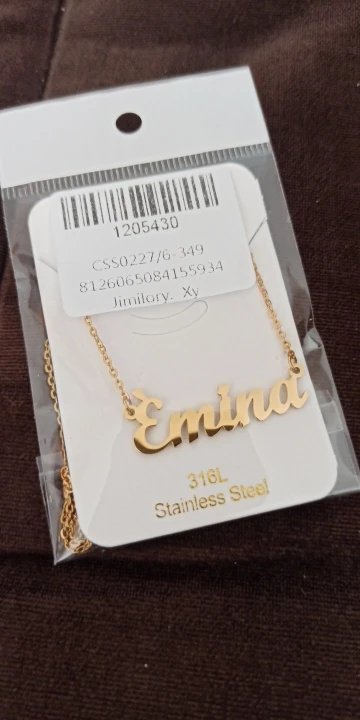 1205430
CSS0227/6-349
8126065084155934
Jimilory. Xy
Emina
316L
Stainless Steel